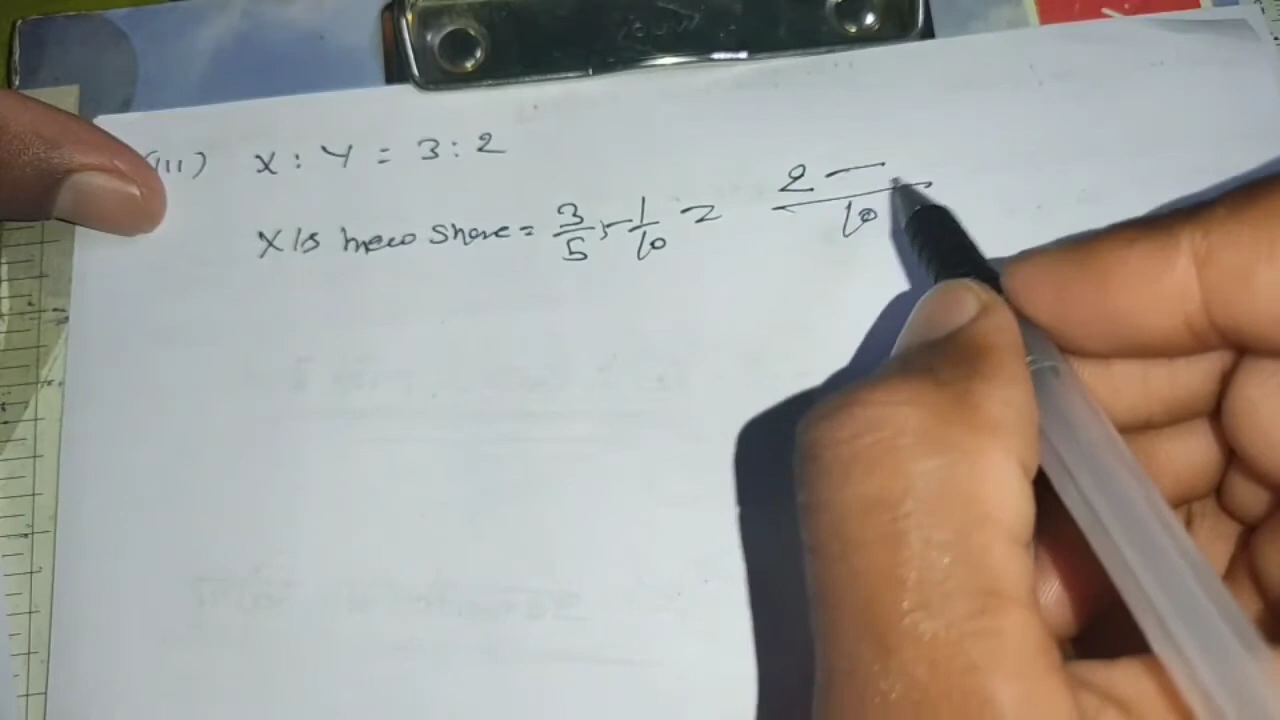 (iii) X : Y = 3 : 2
X's new share = 3/5 - 1/10 = 2 - /10